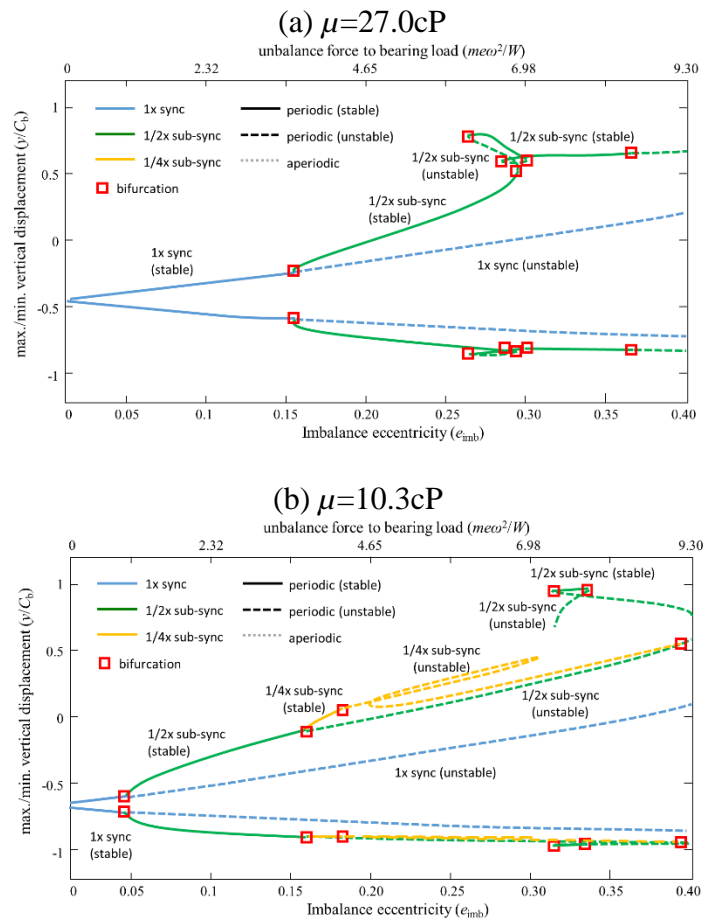 (a) μ=27.0cP
unbalance force to bearing load (meω²/W)
0 2.32 4.65 6.98 9.30
max./min. vertical displacement (y/C_b)
1
0.5
0
-0.5
-1
1x sync
1/2x sub-sync
1/4x sub-sync
bifurcation
periodic (stable)
periodic (unstable)
aperiodic
1/2x sub-sync (stable)
1/2x sub-sync
(unstable)
1/2x sub-sync
(stable)
1x sync
(stable)
1x sync (unstable)
0 0.05 0.1 0.15 0.20 0.25 0.30 0.35 0.40
Imbalance eccentricity (e_imb)
(b) μ=10.3cP
unbalance force to bearing load (meω²/W)
0 2.32 4.65 6.98 9.30
max./min. vertical displacement (y/C_b)
1
0.5
0
-0.5
-1
1x sync
1/2x sub-sync
1/4x sub-sync
bifurcation
periodic (stable)
periodic (unstable)
aperiodic
1/2x sub-sync (stable)
1/2x sub-sync
(unstable)
1/4x sub-sync
(unstable)
1/4x sub-sync
(stable)
1/2x sub-sync
(stable)
1/2x sub-sync
(unstable)
1x sync (unstable)
1x sync
(stable)
0 0.05 0.1 0.15 0.20 0.25 0.30 0.35 0.40
Imbalance eccentricity (e_imb)